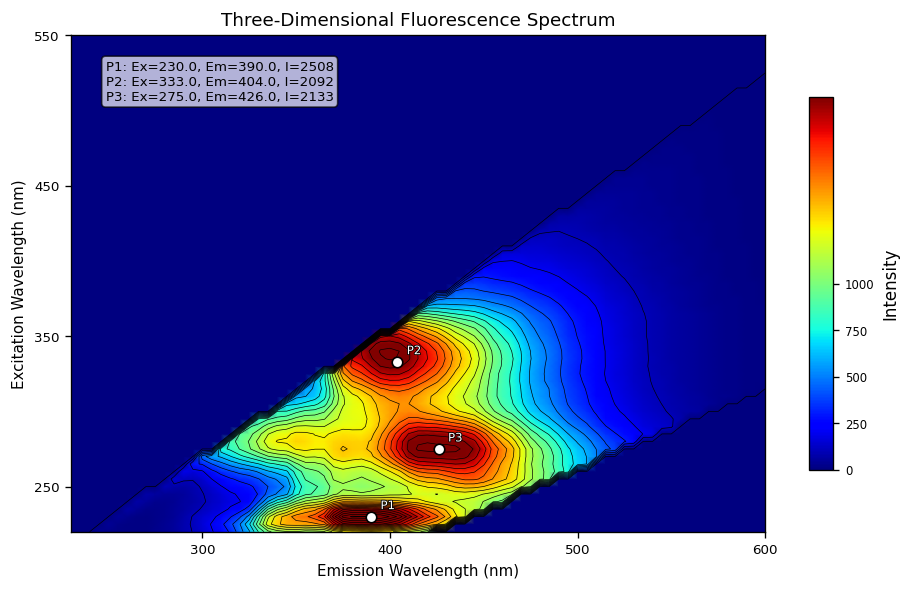 Three-Dimensional Fluorescence Spectrum
P1: Ex=230.0, Em=390.0, I=2508
P2: Ex=333.0, Em=404.0, I=2092
P3: Ex=275.0, Em=426.0, I=2133
550
450
350
250
Excitation Wavelength (nm)
P2
P3
P1
300
400
500
600
Emission Wavelength (nm)
1000
750
500
250
0
Intensity